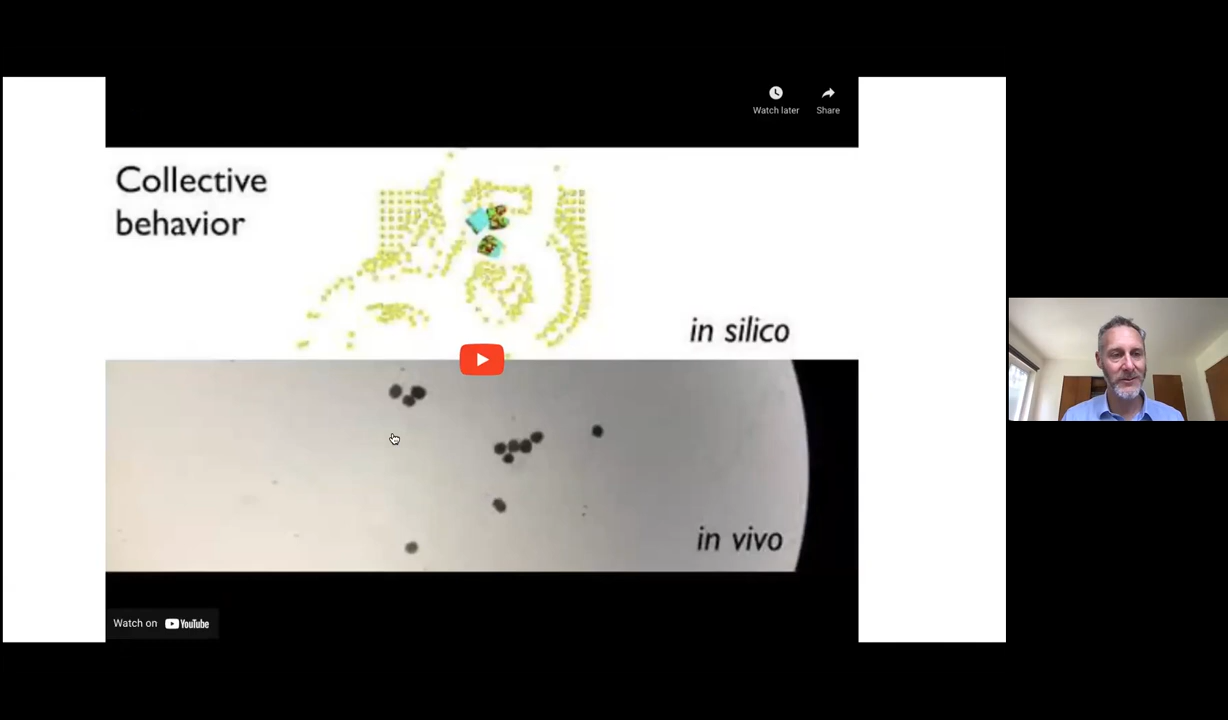 Watch later
Share
Collective
behavior
in silico
in vivo
Watch on YouTube